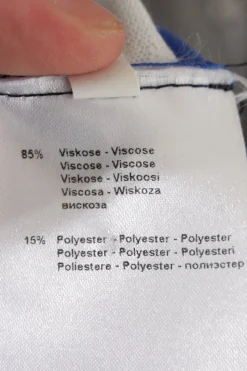 85% Viskose - Viscose
Viscose - Viscose
Viskose - Viskoosi
Viscosa - Wiskoza
вискоза
15% Polyester - Polyester - Polyester
Polyester - Polyester - Polyesteri
Poliestere - Polyester - полиэстер